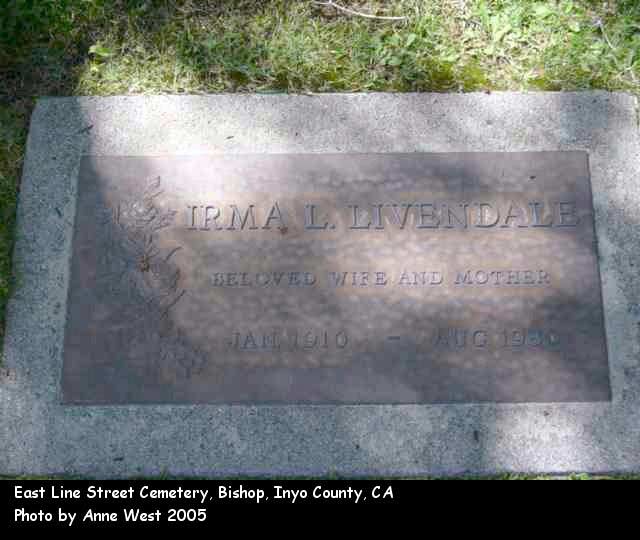 IRMA L. LIVENDALE
BELOVED WIFE AND MOTHER
JAN 1910 - AUG
East Line Street Cemetery, Bishop, Inyo County, CA
Photo by Anne West 2005